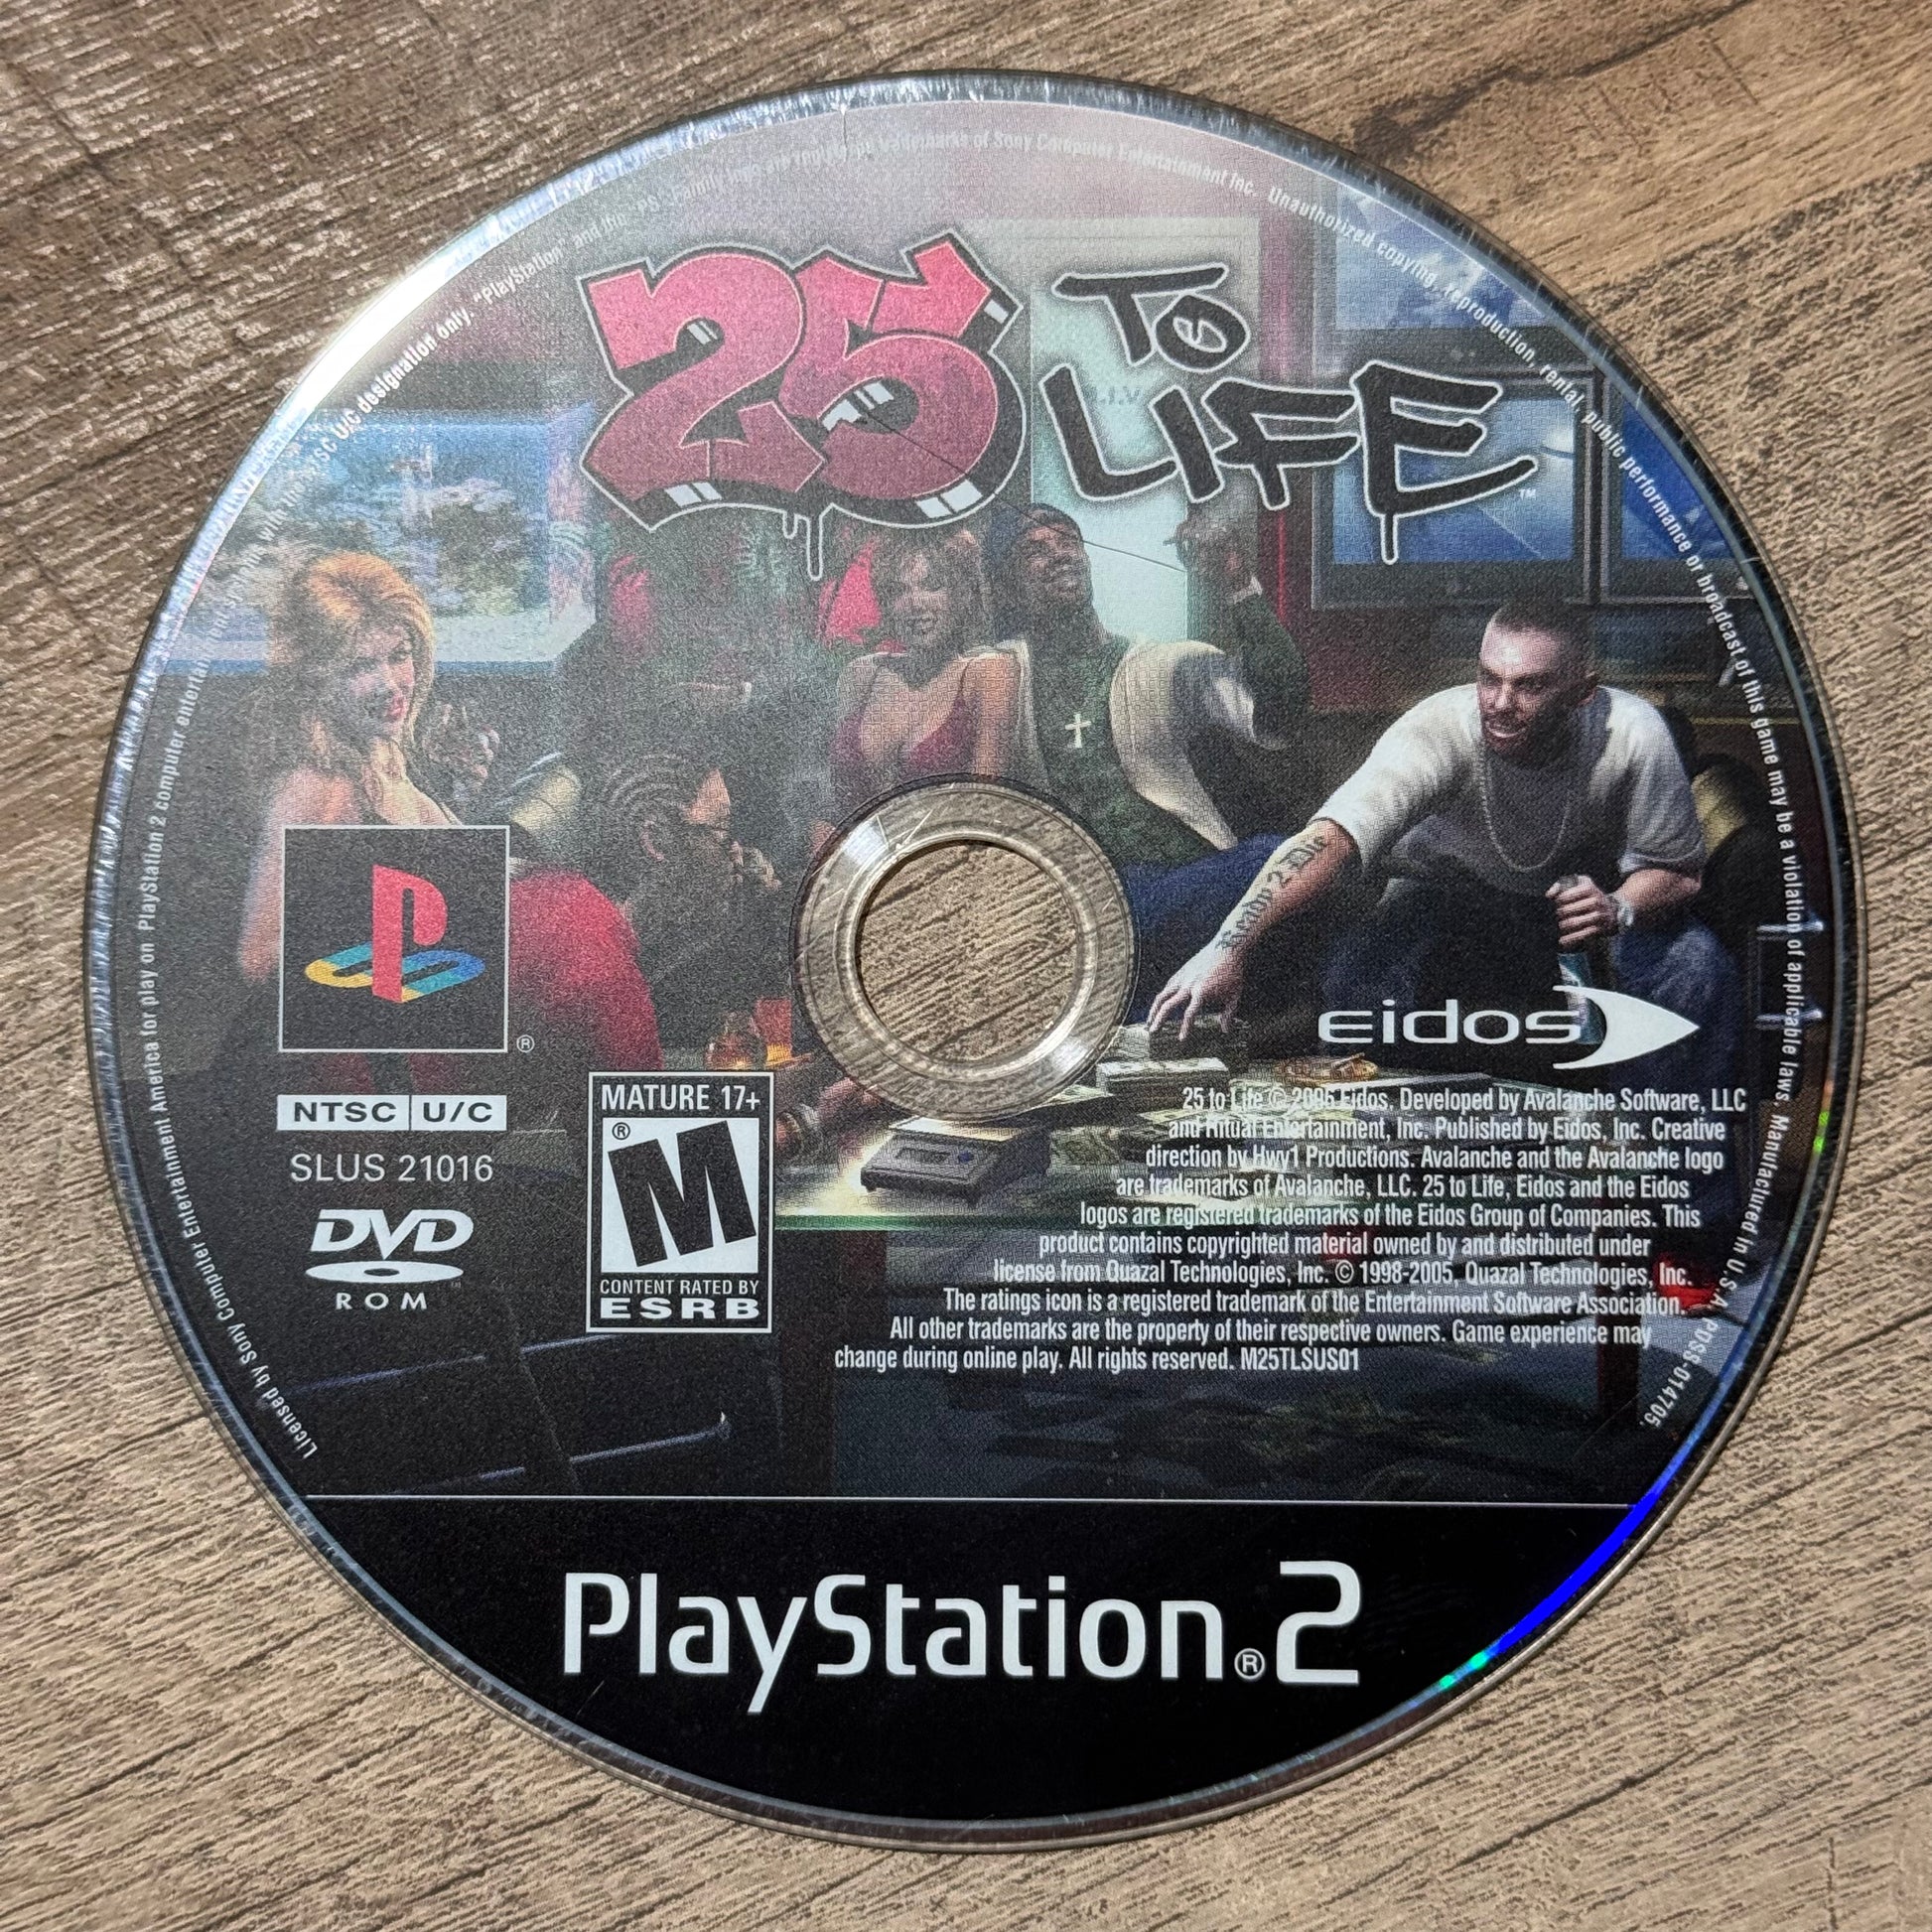 25 TO LIFE™
Licensed by Sony Computer Entertainment America for play on PlayStation 2 computer entertainment systems with the NTSC U/C designation only. "PlayStation" and the "PS" Family logo are registered trademarks of Sony Computer Entertainment Inc. Unauthorized copying, reproduction, rental, public performance or broadcast of this game may be a violation of applicable laws. Manufactured in U.S.A. PDSS-014705.
Ready 2 Die
®
NTSC U/C
SLUS 21016
DVD™
ROM
MATURE 17+
® M
CONTENT RATED BY
ESRB
eidos
25 to Life © 2005 Eidos. Developed by Avalanche Software, LLC
and Ritual Entertainment, Inc. Published by Eidos, Inc. Creative
direction by Hwy1 Productions. Avalanche and the Avalanche logo
are trademarks of Avalanche, LLC. 25 to Life, Eidos and the Eidos
logos are registered trademarks of the Eidos Group of Companies. This
product contains copyrighted material owned by and distributed under
license from Quazal Technologies, Inc. © 1998-2005, Quazal Technologies, Inc.
The ratings icon is a registered trademark of the Entertainment Software Association.
All other trademarks are the property of their respective owners. Game experience may
change during online play. All rights reserved. M25TLSUS01
PlayStation®2